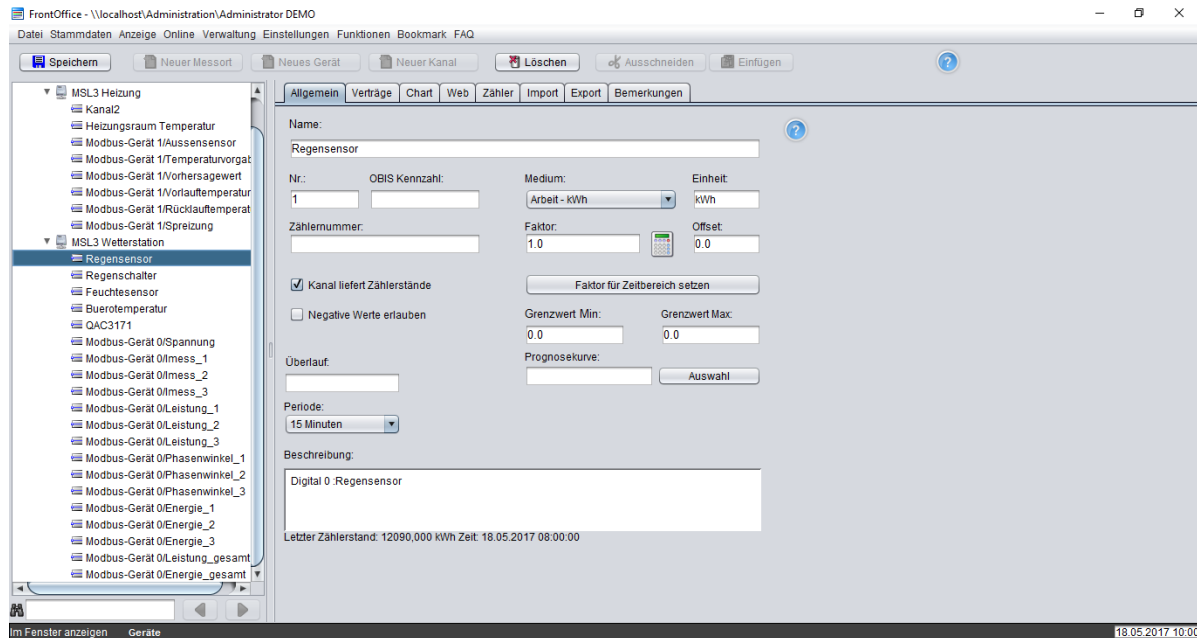 FrontOffice - \\localhost\Administration\Administrator DEMO
Datei Stammdaten Anzeige Online Verwaltung Einstellungen Funktionen Bookmark FAQ
Speichern Neuer Messort Neues Gerät Neuer Kanal Löschen Ausschneiden Einfügen ?
MSL3 Heizung
Kanal2
Heizungsraum Temperatur
Modbus-Gerät 1/Aussensensor
Modbus-Gerät 1/Temperaturvorgab
Modbus-Gerät 1/Vorhersagewert
Modbus-Gerät 1/Vorlauftemperatur
Modbus-Gerät 1/Rücklauftemperat
Modbus-Gerät 1/Spreizung
MSL3 Wetterstation
Regensensor
Regenschalter
Feuchtesensor
Buerotemperatur
QAC3171
Modbus-Gerät 0/Spannung
Modbus-Gerät 0/Imess_1
Modbus-Gerät 0/Imess_2
Modbus-Gerät 0/Imess_3
Modbus-Gerät 0/Leistung_1
Modbus-Gerät 0/Leistung_2
Modbus-Gerät 0/Leistung_3
Modbus-Gerät 0/Phasenwinkel_1
Modbus-Gerät 0/Phasenwinkel_2
Modbus-Gerät 0/Phasenwinkel_3
Modbus-Gerät 0/Energie_1
Modbus-Gerät 0/Energie_2
Modbus-Gerät 0/Energie_3
Modbus-Gerät 0/Leistung_gesamt
Modbus-Gerät 0/Energie_gesamt
Allgemein Verträge Chart Web Zähler Import Export Bemerkungen
Name: ?
Regensensor
Nr.: OBIS Kennzahl: Medium: Einheit:
1 Arbeit - kWh kWh
Zählernummer: Faktor: Offset:
1.0 0.0
Kanal liefert Zählerstände Faktor für Zeitbereich setzen
Negative Werte erlauben Grenzwert Min: Grenzwert Max:
0.0 0.0
Überlauf: Prognosekurve:
Auswahl
Periode:
15 Minuten
Beschreibung:
Digital 0 :Regensensor
Letzter Zählerstand: 12090,000 kWh Zeit: 18.05.2017 08:00:00
Im Fenster anzeigen Geräte 18.05.2017 10:00